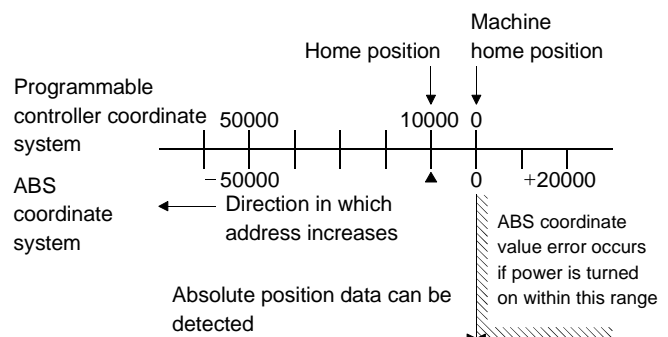 Machine
home position
Home position
Programmable
controller coordinate
system
50000
10000 0
−50000
0
+20000
ABS
coordinate
system
Direction in which
address increases
ABS coordinate
value error occurs
if power is turned
on within this range
Absolute position data can be
detected